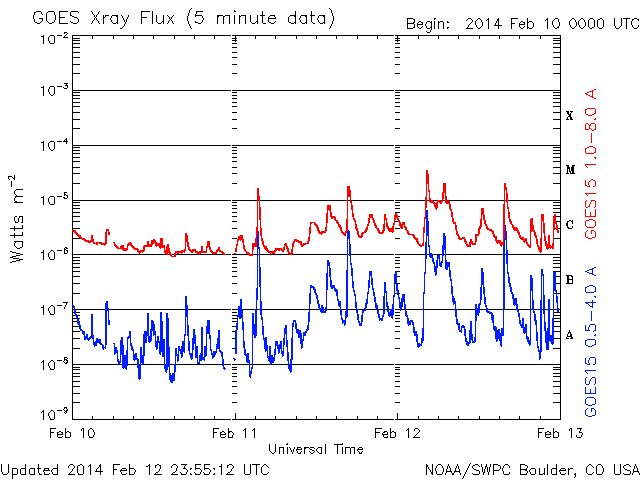 GOES Xray Flux (5 minute data)
Begin: 2014 Feb 10 0000 UTC
10-2
10-3
10-4
10-5
10-6
10-7
10-8
10-9
Watts m-2
X
M
C
B
A
GOES15 1.0-8.0 A
GOES15 0.5-4.0 A
Feb 10
Feb 11
Feb 12
Feb 13
Universal Time
Updated 2014 Feb 12 23:55:12 UTC
NOAA/SWPC Boulder, CO USA